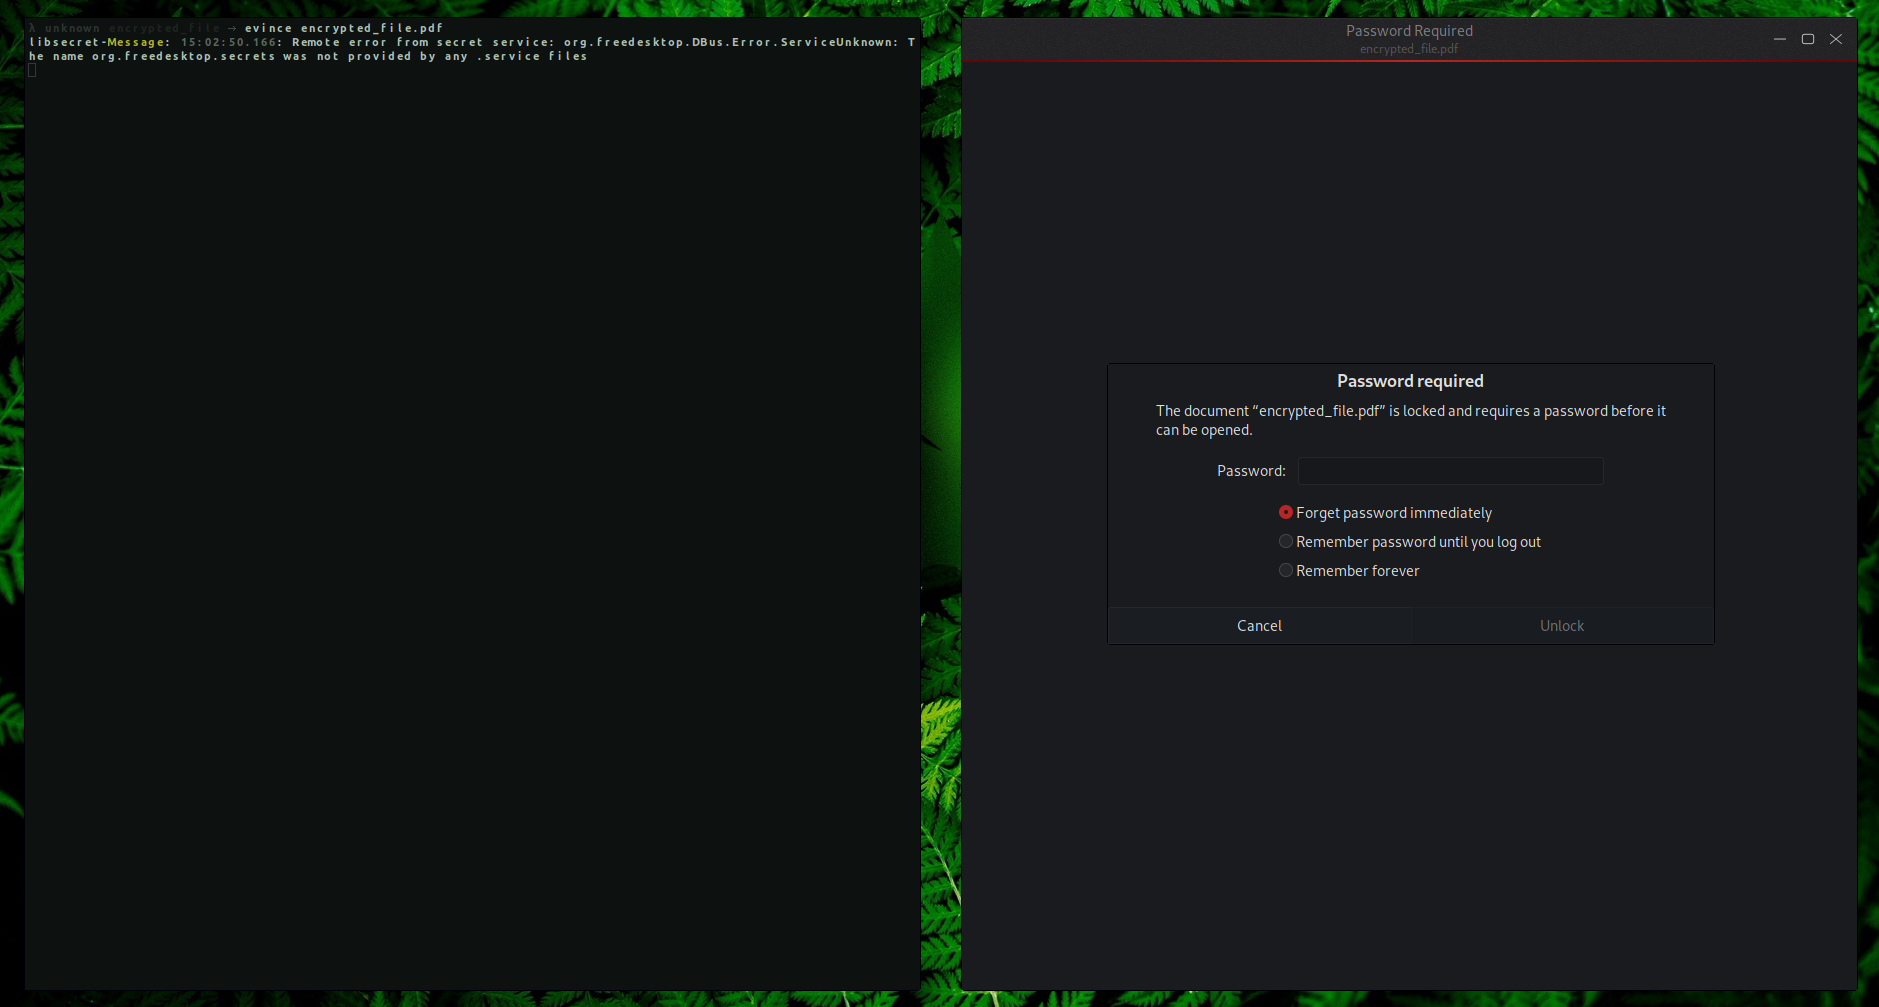 λ unknown encrypted_file → evince encrypted_file.pdf
libsecret-Message: 15:02:50.166: Remote error from secret service: org.freedesktop.DBus.Error.ServiceUnknown: T
he name org.freedesktop.secrets was not provided by any .service files
Password Required
encrypted_file.pdf
Password required
The document “encrypted_file.pdf” is locked and requires a password before it
can be opened.
Password:
Forget password immediately
Remember password until you log out
Remember forever
Cancel
Unlock